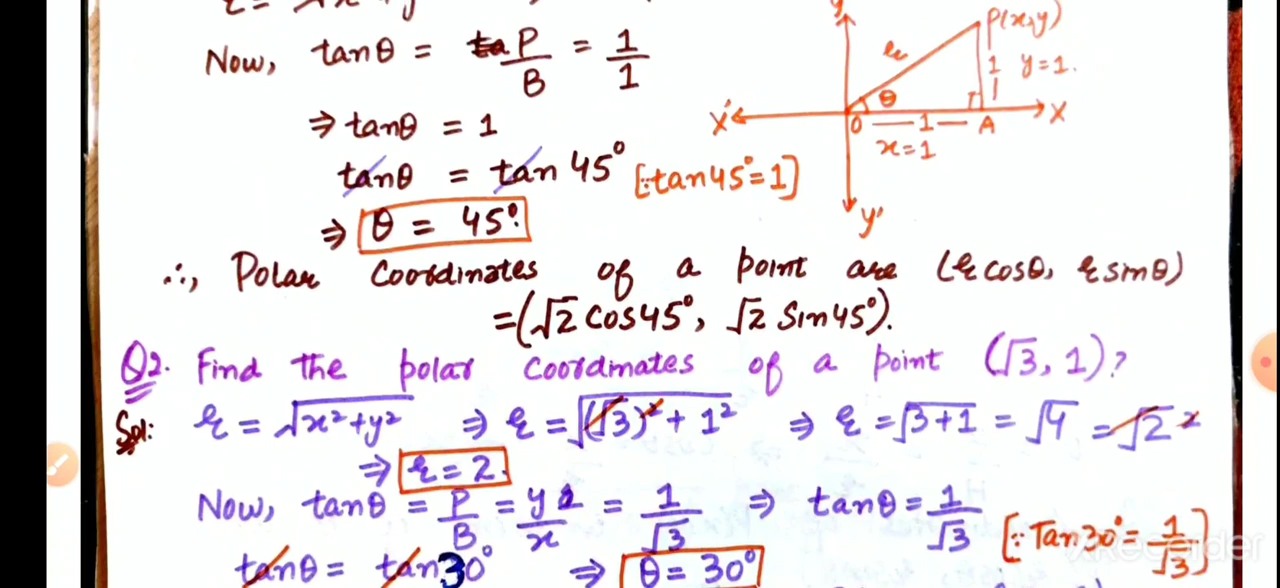 Now, tanθ = P/B = 1/1
⇒ tanθ = 1
tanθ = tan 45° [∵tan45°=1]
⇒ θ = 45°.
y
P(x,y)
r
1 y=1.
θ
X' O 1 A X
x=1
y'
∴, Polar Coordinates of a point are (r cosθ, r sinθ)
=(√2 cos45°, √2 Sin45°).
Q2. Find the polar coordinates of a point (√3, 1)?
Sol: r = √x²+y² ⇒ r = √(√3)²+1² ⇒ r = √3+1 = √4 = √2²
⇒ r = 2.
Now, tanθ = P/B = y/x = 1/√3 ⇒ tanθ = 1/√3 [∵ Tan30° = 1/√3]
tanθ = tan30° ⇒ θ = 30°
XRecorder